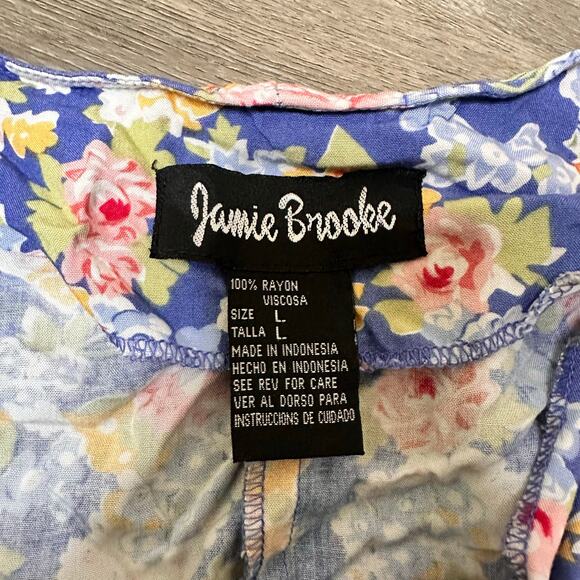 Jamie Brooke
100% RAYON
VISCOSA
SIZE L
TALLA L
MADE IN INDONESIA
HECHO EN INDONESIA
SEE REV FOR CARE
VER AL DORSO PARA
INSTRUCCIONS DE CUIDADO